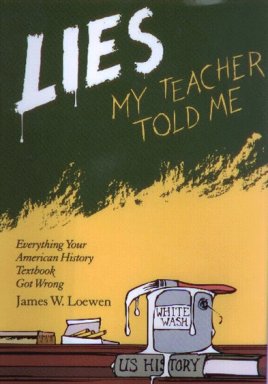 LIES
MY TEACHER
TOLD ME
Everything Your
American History
Textbook
Got Wrong
James W. Loewen
WHITE
WASH
US HISTORY